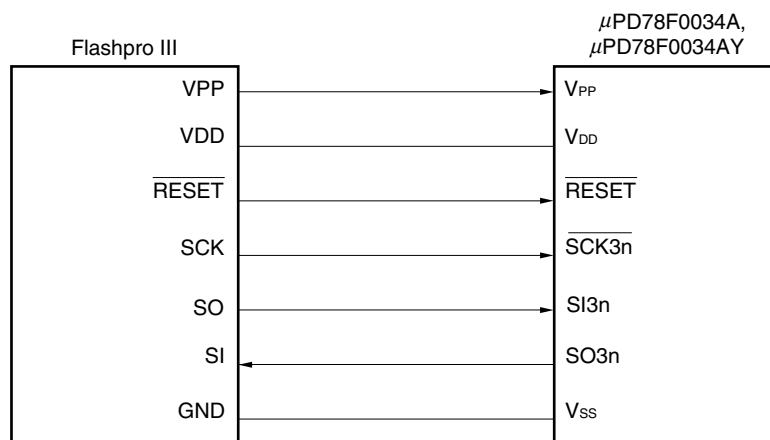 Flashpro III
μPD78F0034A,
μPD78F0034AY
VPP VPP
VDD VDD
RESET RESET
SCK SCK3n
SO SI3n
SI SO3n
GND VSS